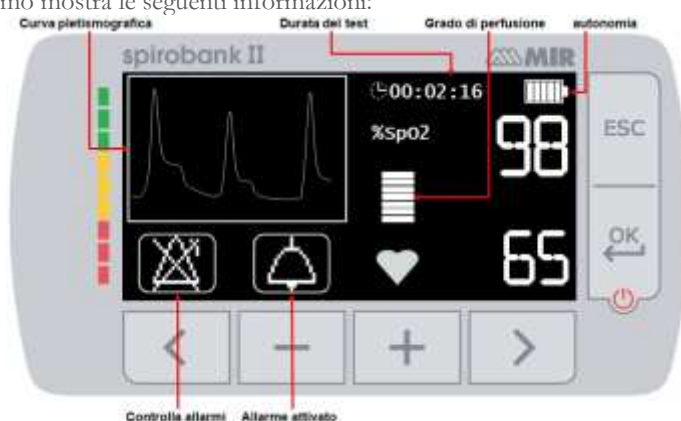 mo mostra le seguenti informazioni:
Curva pletismografica Durata del test Grado di perfusione autonomia
spirobank II MIR
00:02:16
%SpO2 98
ESC
OK
65
Controlla allarmi Allarme attivato